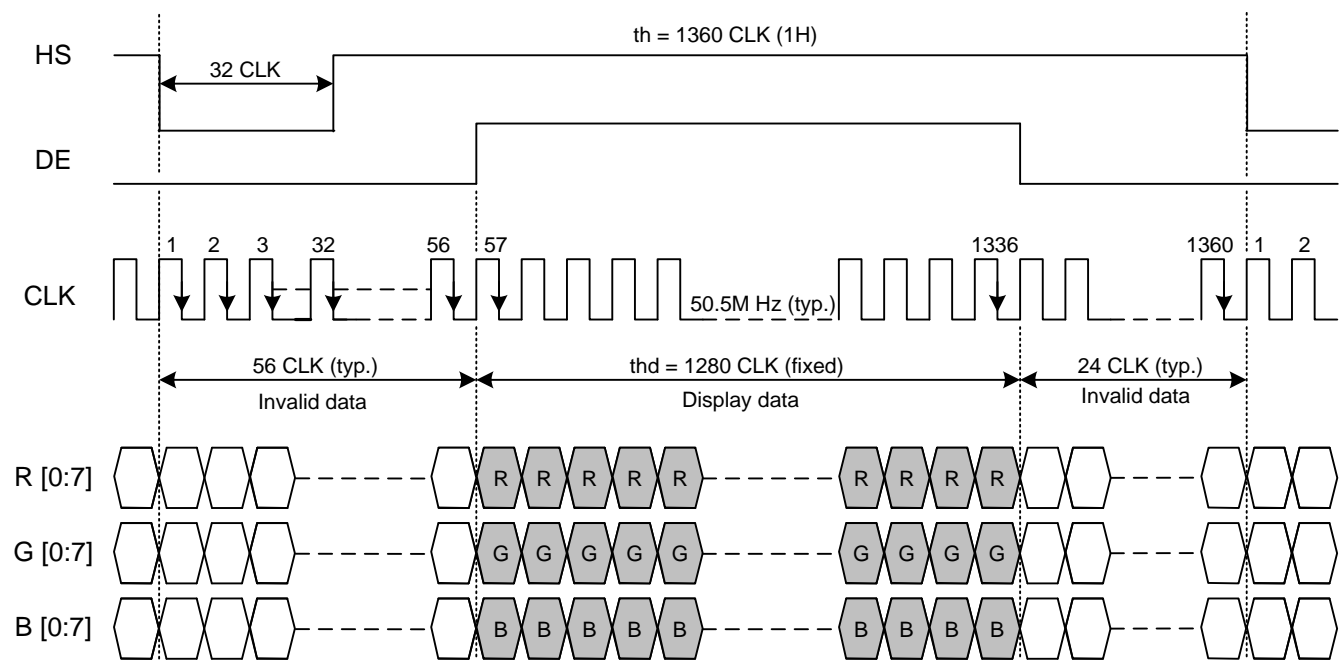 HS
th = 1360 CLK (1H)
32 CLK
DE
1 2 3 32 56 57 1336 1360 1 2
CLK
50.5M Hz (typ.)
56 CLK (typ.) thd = 1280 CLK (fixed) 24 CLK (typ.)
Invalid data Display data Invalid data
R [0:7] R R R R R R R R R
G [0:7] G G G G G G G G G
B [0:7] B B B B B B B B B